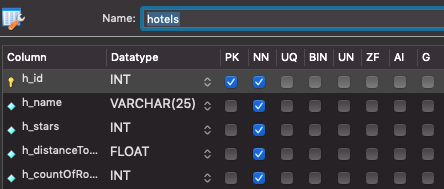 Name: hotels
Column Datatype PK NN UQ BIN UN ZF AI G
h_id INT
h_name VARCHAR(25)
h_stars INT
h_distanceTo... FLOAT
h_countOfRo... INT